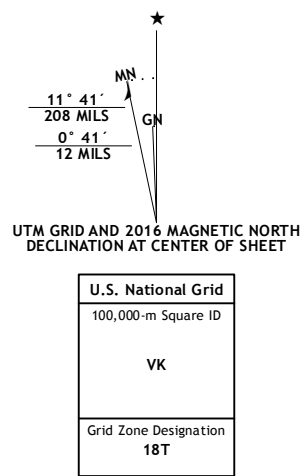 ★
MN
11° 41´
208 MILS
GN
0° 41´
12 MILS
UTM GRID AND 2016 MAGNETIC NORTH
DECLINATION AT CENTER OF SHEET
U.S. National Grid
100,000-m Square ID
VK
Grid Zone Designation
18T